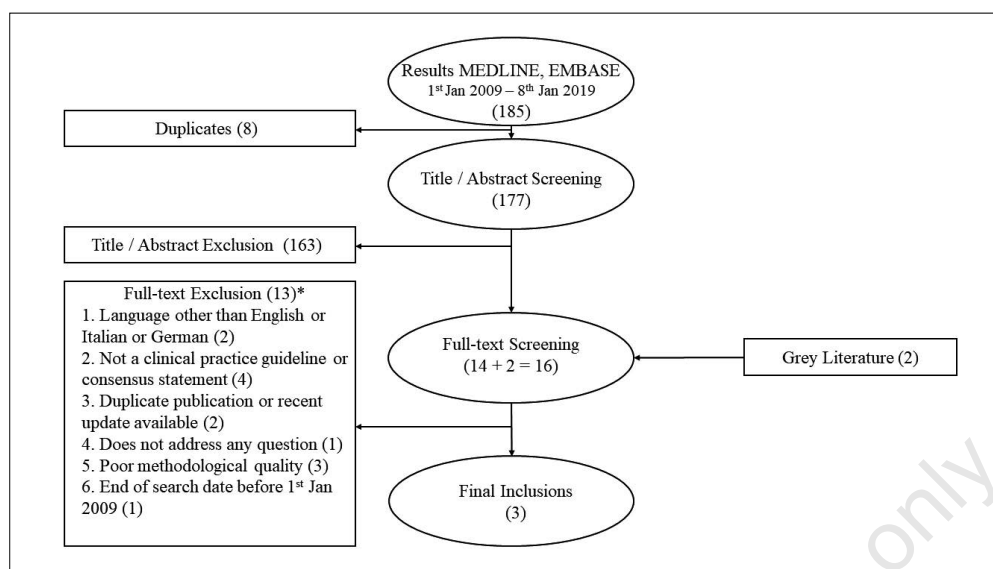 Results MEDLINE, EMBASE
1st Jan 2009 – 8th Jan 2019
(185)
Duplicates (8)
Title / Abstract Screening
(177)
Title / Abstract Exclusion (163)
Full-text Exclusion (13)*
1. Language other than English or
Italian or German (2)
2. Not a clinical practice guideline or
consensus statement (4)
3. Duplicate publication or recent
update available (2)
4. Does not address any question (1)
5. Poor methodological quality (3)
6. End of search date before 1st Jan
2009 (1)
Full-text Screening
(14 + 2 = 16)
Grey Literature (2)
Final Inclusions
(3)
only